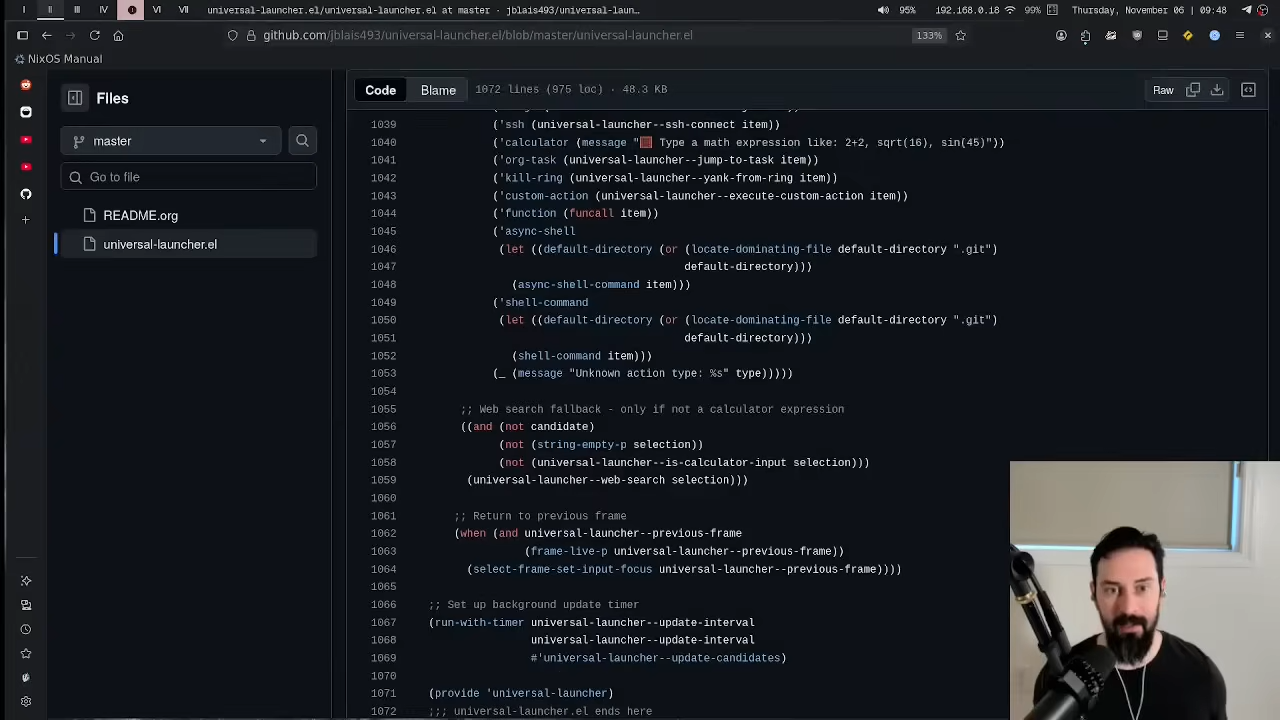 I II III IV VI VII universal-launcher.el/universal-launcher.el at master · jblais493/universal-laun… 95% 192.168.0.18 99% Thursday, November 06 | 09:48
github.com/jblais493/universal-launcher.el/blob/master/universal-launcher.el 133%
NixOS Manual
Files
master
Go to file
README.org
universal-launcher.el
Code Blame 1072 lines (975 loc) · 48.3 KB Raw
1039 ('ssh (universal-launcher--ssh-connect item))
1040 ('calculator (message " Type a math expression like: 2+2, sqrt(16), sin(45)"))
1041 ('org-task (universal-launcher--jump-to-task item))
1042 ('kill-ring (universal-launcher--yank-from-ring item))
1043 ('custom-action (universal-launcher--execute-custom-action item))
1044 ('function (funcall item))
1045 ('async-shell
1046 (let ((default-directory (or (locate-dominating-file default-directory ".git")
1047 default-directory)))
1048 (async-shell-command item)))
1049 ('shell-command
1050 (let ((default-directory (or (locate-dominating-file default-directory ".git")
1051 default-directory)))
1052 (shell-command item)))
1053 (_ (message "Unknown action type: %s" type)))))
1054
1055 ;; Web search fallback - only if not a calculator expression
1056 ((and (not candidate)
1057 (not (string-empty-p selection))
1058 (not (universal-launcher--is-calculator-input selection)))
1059 (universal-launcher--web-search selection)))
1060
1061 ;; Return to previous frame
1062 (when (and universal-launcher--previous-frame
1063 (frame-live-p universal-launcher--previous-frame))
1064 (select-frame-set-input-focus universal-launcher--previous-frame))))
1065
1066 ;; Set up background update timer
1067 (run-with-timer universal-launcher--update-interval
1068 universal-launcher--update-interval
1069 #'universal-launcher--update-candidates)
1070
1071 (provide 'universal-launcher)
1072 ;;; universal-launcher.el ends here